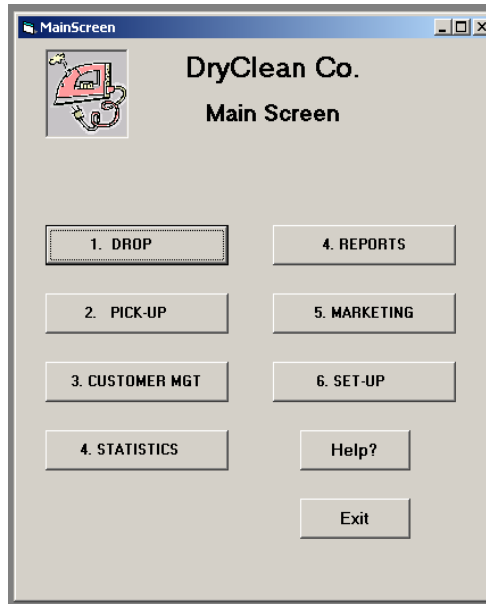 MainScreen
DryClean Co.
Main Screen
1. DROP
4. REPORTS
2. PICK-UP
5. MARKETING
3. CUSTOMER MGT
6. SET-UP
4. STATISTICS
Help?
Exit